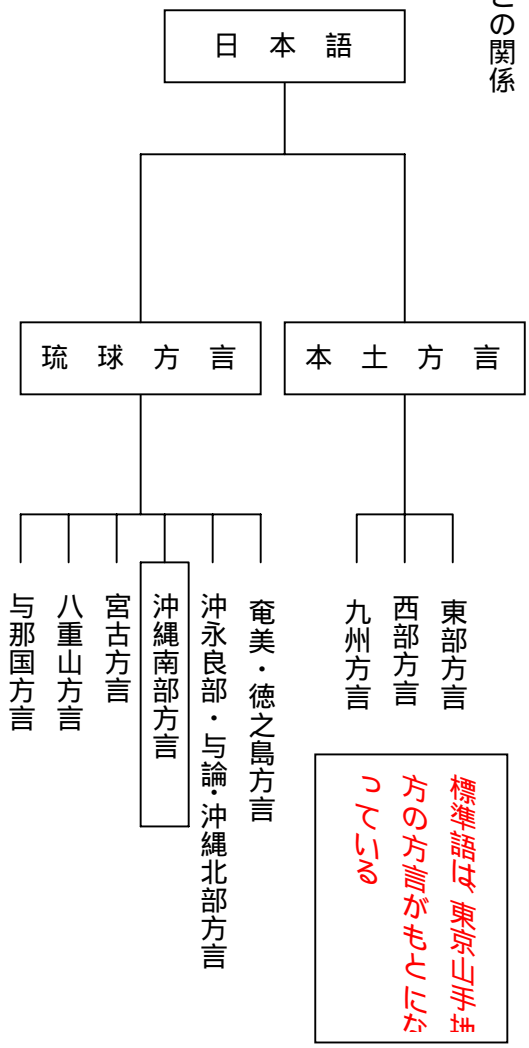 との関係
日本語
本土方言
琉球方言
東部方言
西部方言
九州方言
奄美・徳之島方言
沖永良部・与論・沖縄北部方言
沖縄南部方言
宮古方言
八重山方言
与那国方言
標準語は、東京山手地
方の方言がもとにな
っている